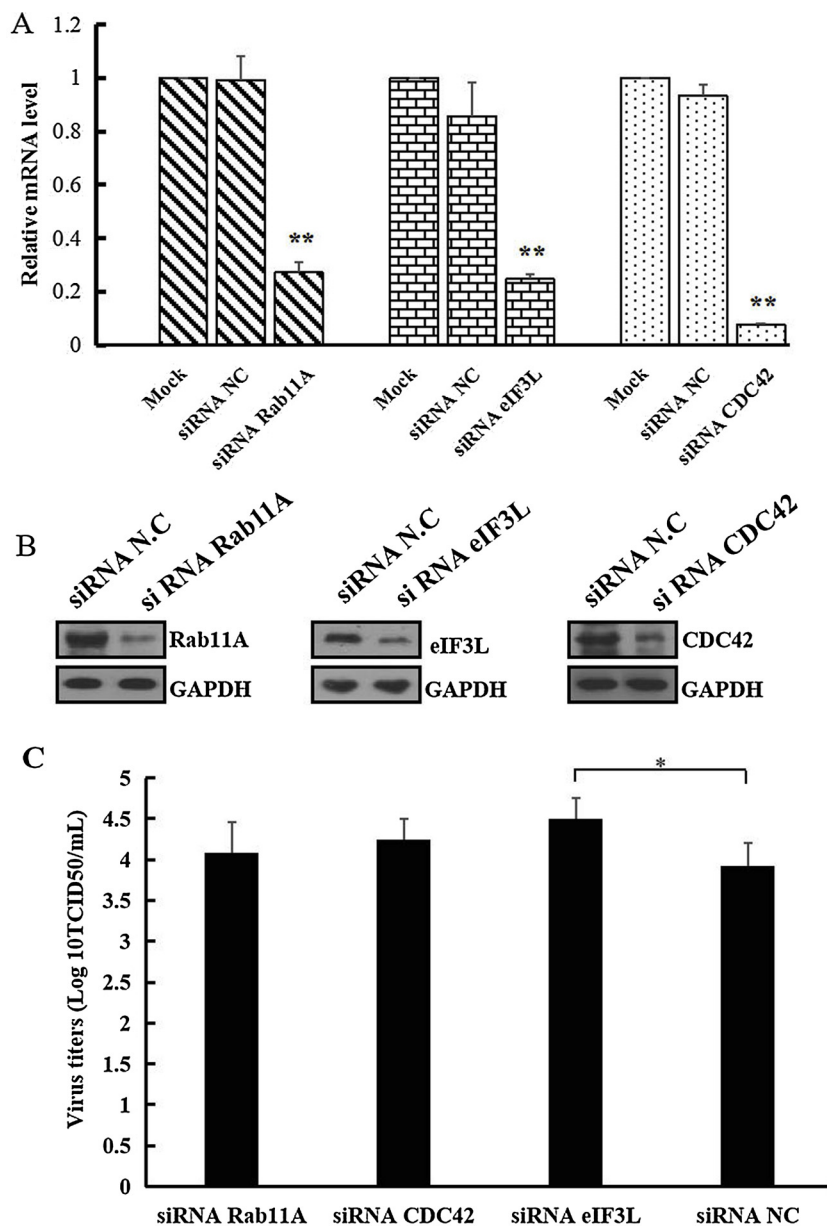 A
1.2
1
0.8
0.6
0.4
0.2
0
Relative mRNA level
**
**
**
Mock
siRNA NC
siRNA Rab11A
Mock
siRNA NC
siRNA eIF3L
Mock
siRNA NC
siRNA CDC42
B
siRNA N.C
si RNA Rab11A
siRNA N.C
si RNA eIF3L
siRNA N.C
si RNA CDC42
Rab11A
GAPDH
eIF3L
GAPDH
CDC42
GAPDH
C
5
4.5
4
3.5
3
2.5
2
1.5
1
0.5
0
Virus titers (Log 10TCID50/mL)
*
siRNA Rab11A
siRNA CDC42
siRNA eIF3L
siRNA NC